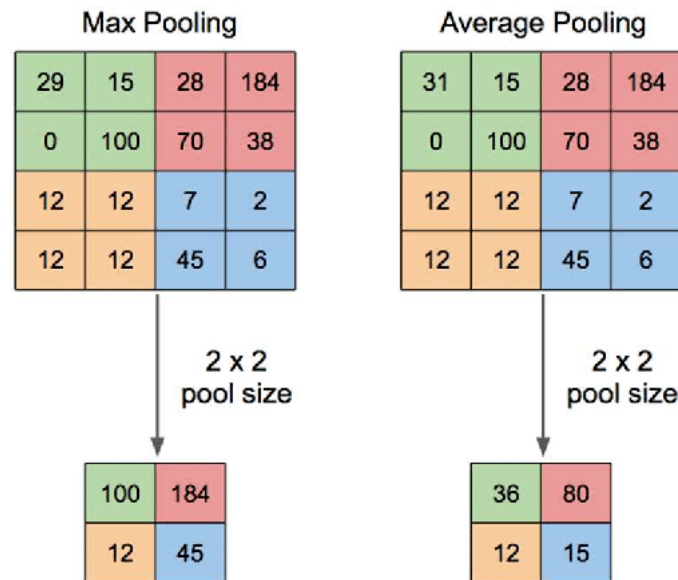 Max Pooling
29 15 28 184
0 100 70 38
12 12 7 2
12 12 45 6
2 x 2
pool size
100 184
12 45
Average Pooling
31 15 28 184
0 100 70 38
12 12 7 2
12 12 45 6
2 x 2
pool size
36 80
12 15